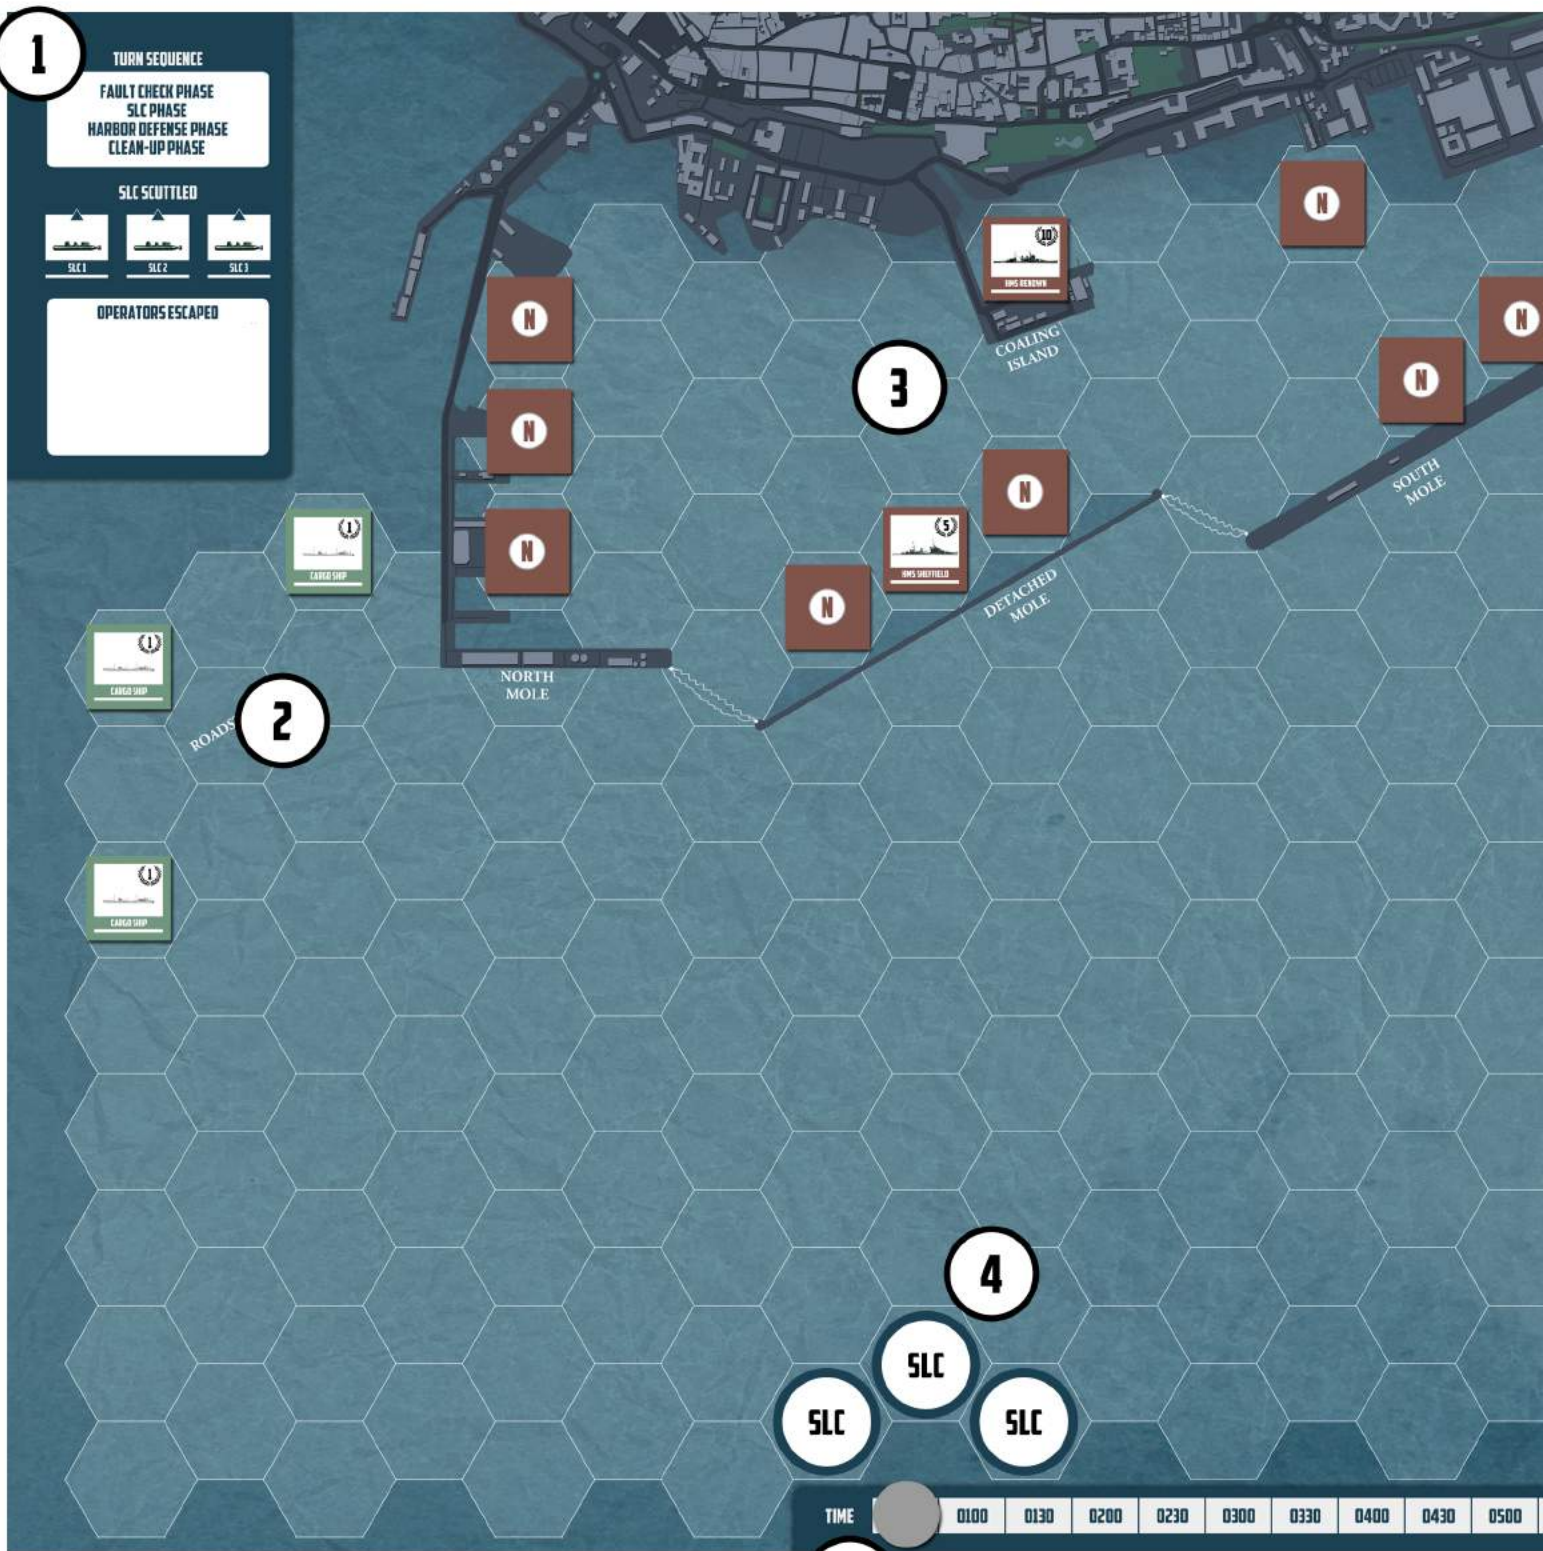 1
TURN SEQUENCE
FAULT CHECK PHASE
SLC PHASE
HARBOR DEFENSE PHASE
CLEAN-UP PHASE
SLC SCUTTLED
SLC 1
SLC 2
SLC 3
OPERATORS ESCAPED
N
10
HMS RENOWN
N
N
N
COALING
ISLAND
3
N
N
SOUTH
MOLE
N
5
HMS SHEFFIELD
N
DETACHED
MOLE
N
1
CARGO SHIP
1
CARGO SHIP
NORTH
MOLE
ROADS
2
1
CARGO SHIP
4
SLC
SLC
SLC
TIME 0100 0130 0200 0230 0300 0330 0400 0430 0500